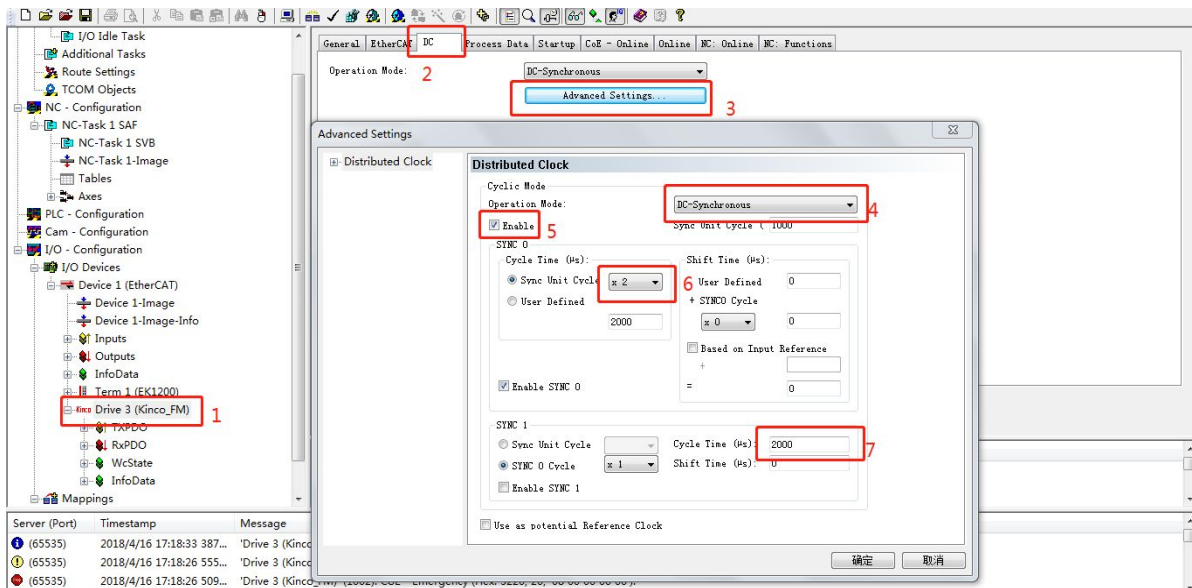 I/O Idle Task
Additional Tasks
Route Settings
TCOM Objects
NC - Configuration
NC-Task 1 SAF
NC-Task 1 SVB
NC-Task 1-Image
Tables
Axes
PLC - Configuration
Cam - Configuration
I/O - Configuration
I/O Devices
Device 1 (EtherCAT)
Device 1-Image
Device 1-Image-Info
Inputs
Outputs
InfoData
Term 1 (EK1200)
Kinco Drive 3 (Kinco_FM) 1
TXPDO
RxPDO
WcState
InfoData
Mappings
General EtherCAT DC Process Data Startup CoE - Online Online NC: Online NC: Functions
Operation Mode: 2 DC-Synchronous
Advanced Settings... 3
Advanced Settings
Distributed Clock
Distributed Clock
Cyclic Mode
Operation Mode: DC-Synchronous 4
Enable 5 Sync Unit Cycle ( 1000
SYNC 0
Cycle Time (µs): Shift Time (µs):
Sync Unit Cycle x 2 6 User Defined 0
User Defined + SYNC0 Cycle
2000 x 0 0
Based on Input Reference
+
Enable SYNC 0 = 0
SYNC 1
Sync Unit Cycle Cycle Time (µs): 2000 7
SYNC 0 Cycle x 1 Shift Time (µs): 0
Enable SYNC 1
Use as potential Reference Clock
确定 取消
Server (Port) Timestamp Message
(65535) 2018/4/16 17:18:33 387... 'Drive 3 (Kinco
(65535) 2018/4/16 17:18:26 555... 'Drive 3 (Kinco
(65535) 2018/4/16 17:18:26 509... 'Drive 3 (Kinco_FM)